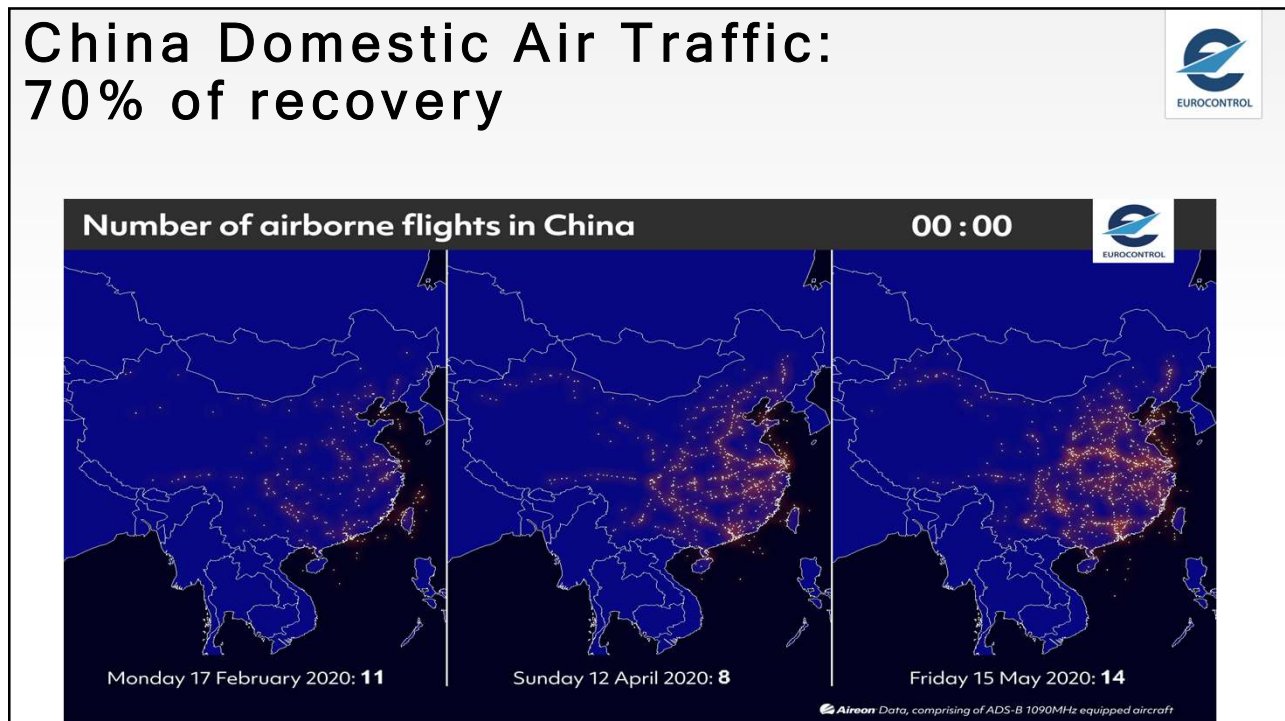 China Domestic Air Traffic:
70% of recovery
EUROCONTROL
Number of airborne flights in China
00:00
EUROCONTROL
Monday 17 February 2020: 11
Sunday 12 April 2020: 8
Friday 15 May 2020: 14
Aireon Data, comprising of ADS-B 1090MHz equipped aircraft